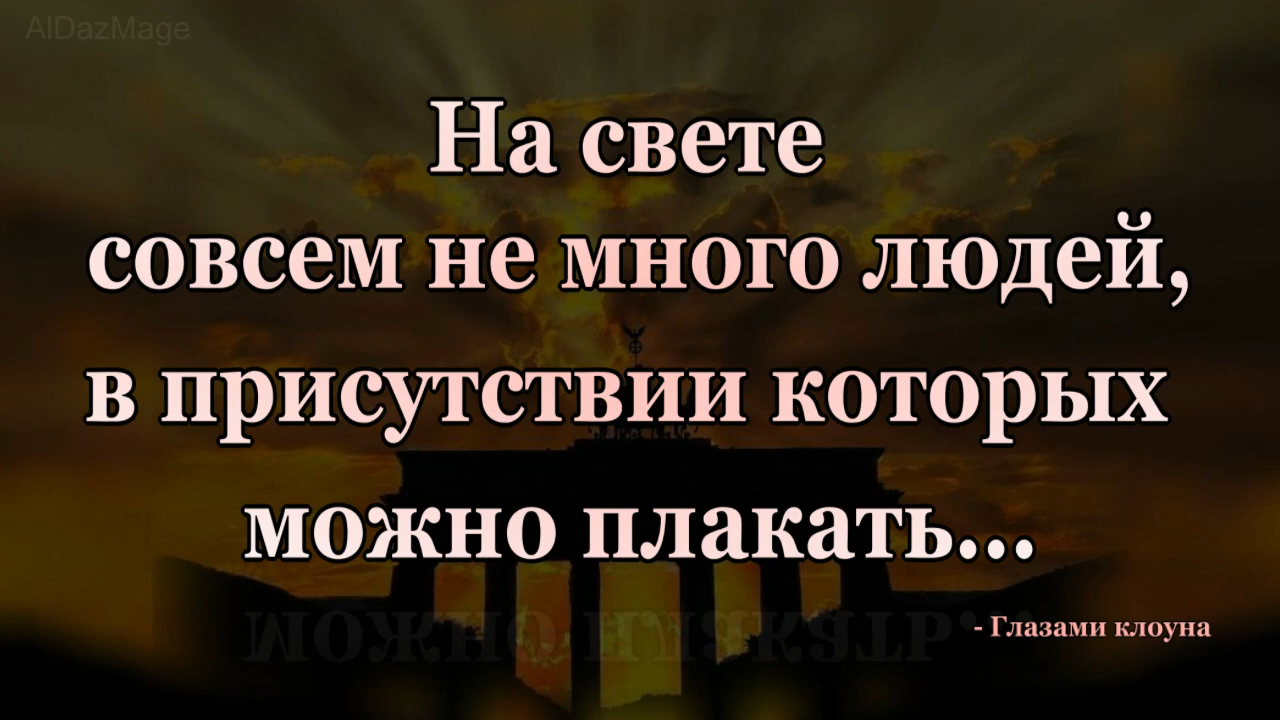 AlDazMage
На свете
совсем не много людей,
в присутствии которых
можно плакать...
- Глазами клоуна